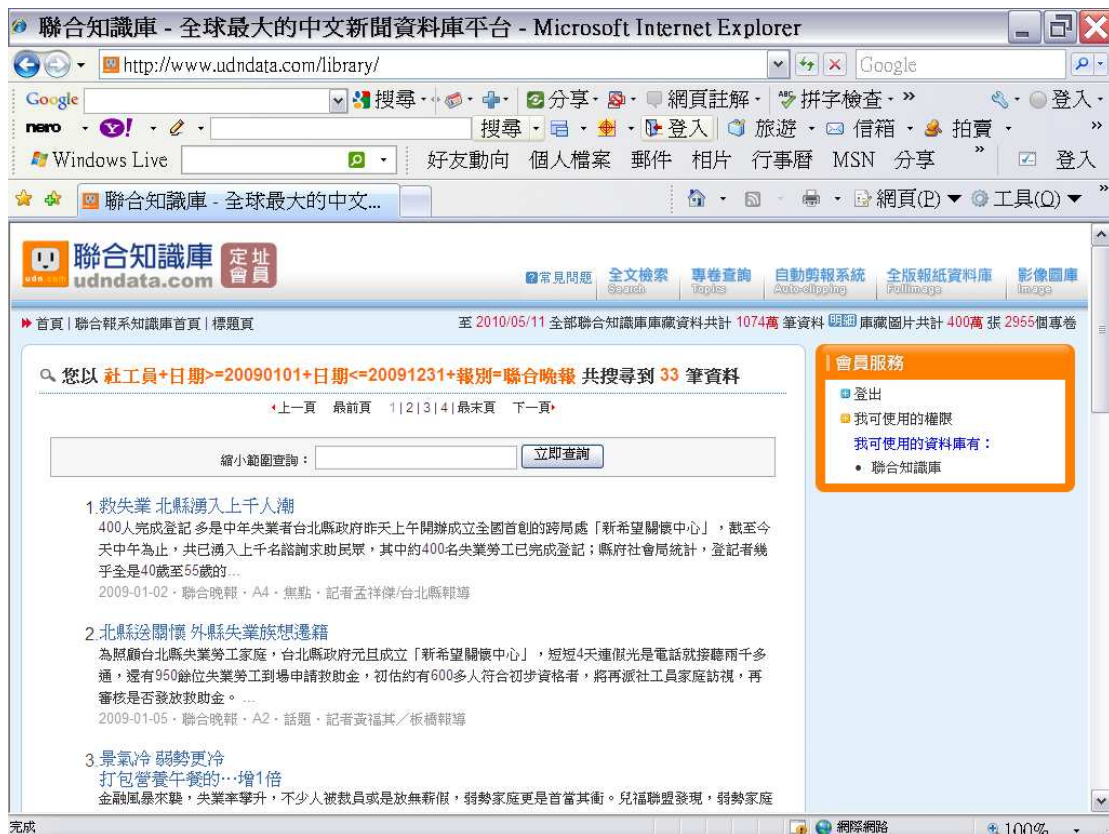 聯合知識庫 - 全球最大的中文新聞資料庫平台 - Microsoft Internet Explorer
http://www.udndata.com/library/
Google
Google 搜尋 分享 網頁註解 拼字檢查 » 登入
nero Y! 搜尋 登入 旅遊 信箱 拍賣 »
Windows Live 好友動向 個人檔案 郵件 相片 行事曆 MSN 分享 » 登入
聯合知識庫 - 全球最大的中文... 網頁(P) 工具(O) »
聯合知識庫 定址會員
udn.com udndata.com
常見問題 全文檢索 專卷查詢 自動剪報系統 全版報紙資料庫 影像圖庫
Search Topics Auto-clipping Fullimage Image
首頁 | 聯合報系知識庫首頁 | 標題頁 至 2010/05/11 全部聯合知識庫庫藏資料共計 1074萬 筆資料 明細 庫藏圖片共計 400萬 張 2955個專卷
您以 社工員+日期>=20090101+日期<=20091231+報別=聯合晚報 共搜尋到 33 筆資料
上一頁 最前頁 1|2|3|4|最末頁 下一頁
縮小範圍查詢： 立即查詢
1.救失業 北縣湧入上千人潮
400人完成登記 多是中年失業者台北縣政府昨天上午開辦成立全國首創的跨局處「新希望關懷中心」，截至今
天中午為止，共已湧入上千名諮詢求助民眾，其中約400名失業勞工已完成登記；縣府社會局統計，登記者幾
乎全是40歲至55歲的...
2009-01-02．聯合晚報．A4．焦點．記者孟祥傑/台北縣報導
2.北縣送關懷 外縣失業族想遷籍
為照顧台北縣失業勞工家庭，台北縣政府元旦成立「新希望關懷中心」，短短4天連假光是電話就接聽兩千多
通，還有950餘位失業勞工到場申請救助金，初估約有600多人符合初步資格者，將再派社工員家庭訪視，再
審核是否發放救助金。 ...
2009-01-05．聯合晚報．A2．話題．記者黃福其／板橋報導
3.景氣冷 弱勢更冷
打包營養午餐的…增1倍
金融風暴來襲，失業率攀升，不少人被裁員或是放無薪假，弱勢家庭更是首當其衝。兒福聯盟發現，弱勢家庭
會員服務
登出
我可使用的權限
我可使用的資料庫有：
• 聯合知識庫
完成 網際網路 100%